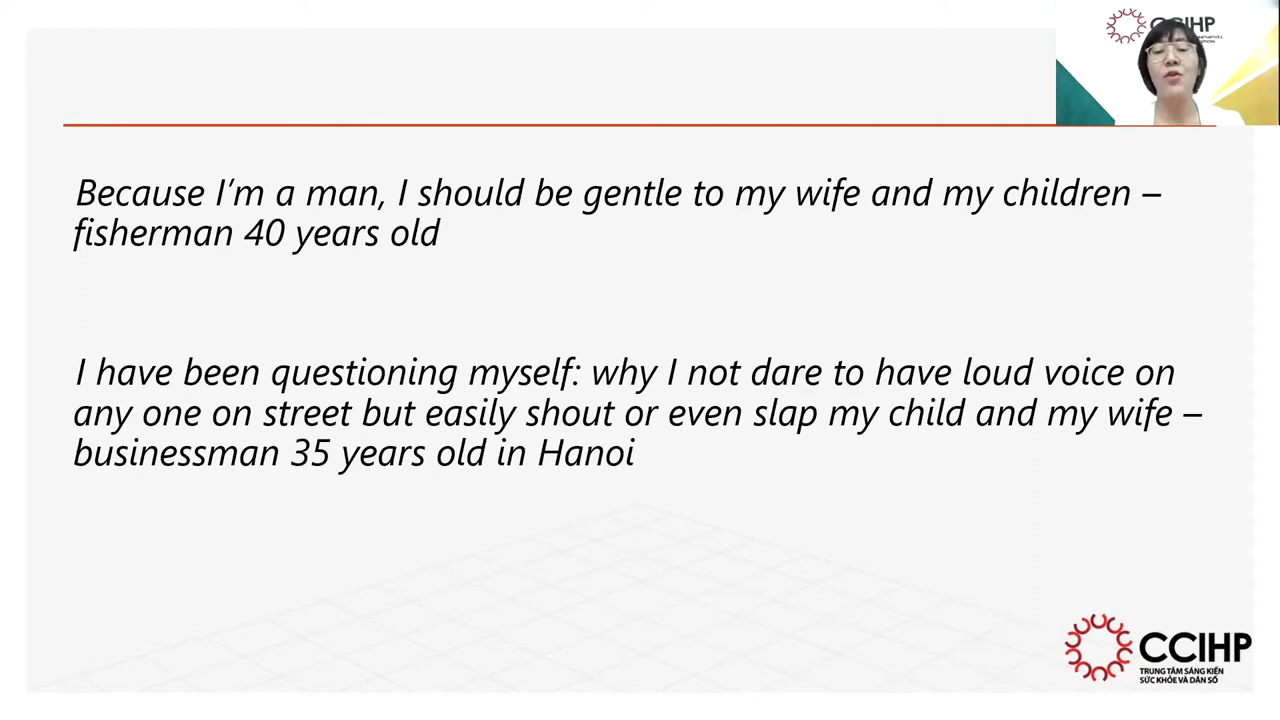 CCIHP
Because I'm a man, I should be gentle to my wife and my children –
fisherman 40 years old
I have been questioning myself: why I not dare to have loud voice on
any one on street but easily shout or even slap my child and my wife –
businessman 35 years old in Hanoi
CCIHP
TRUNG TÂM SÁNG KIẾN
SỨC KHỎE VÀ DÂN SỐ